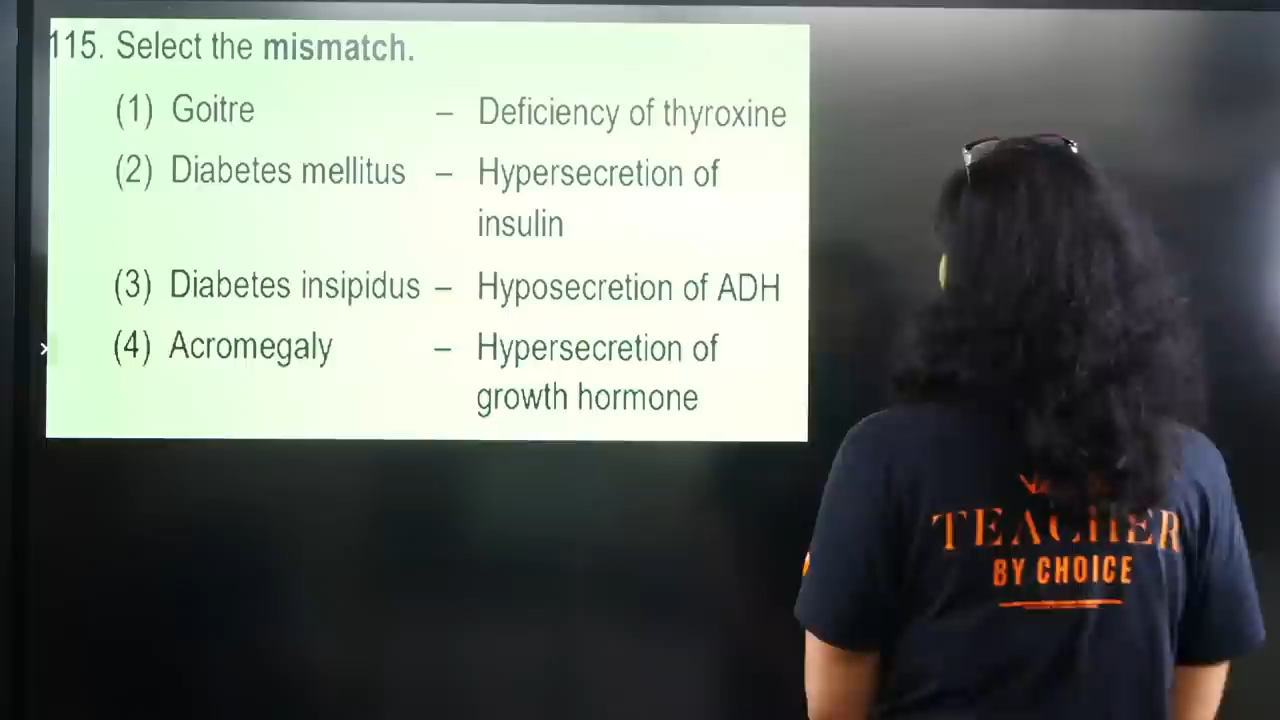 115. Select the mismatch.
(1) Goitre – Deficiency of thyroxine
(2) Diabetes mellitus – Hypersecretion of
insulin
(3) Diabetes insipidus – Hyposecretion of ADH
(4) Acromegaly – Hypersecretion of
growth hormone
TEACHER
BY CHOICE